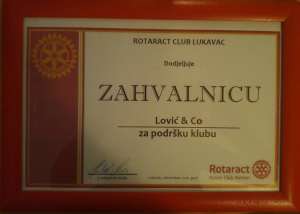 ROTARACT CLUB LUKAVAC
Dodjeljuje
ZAHVALNICU
Lović & Co
za podršku klubu
Rotaract